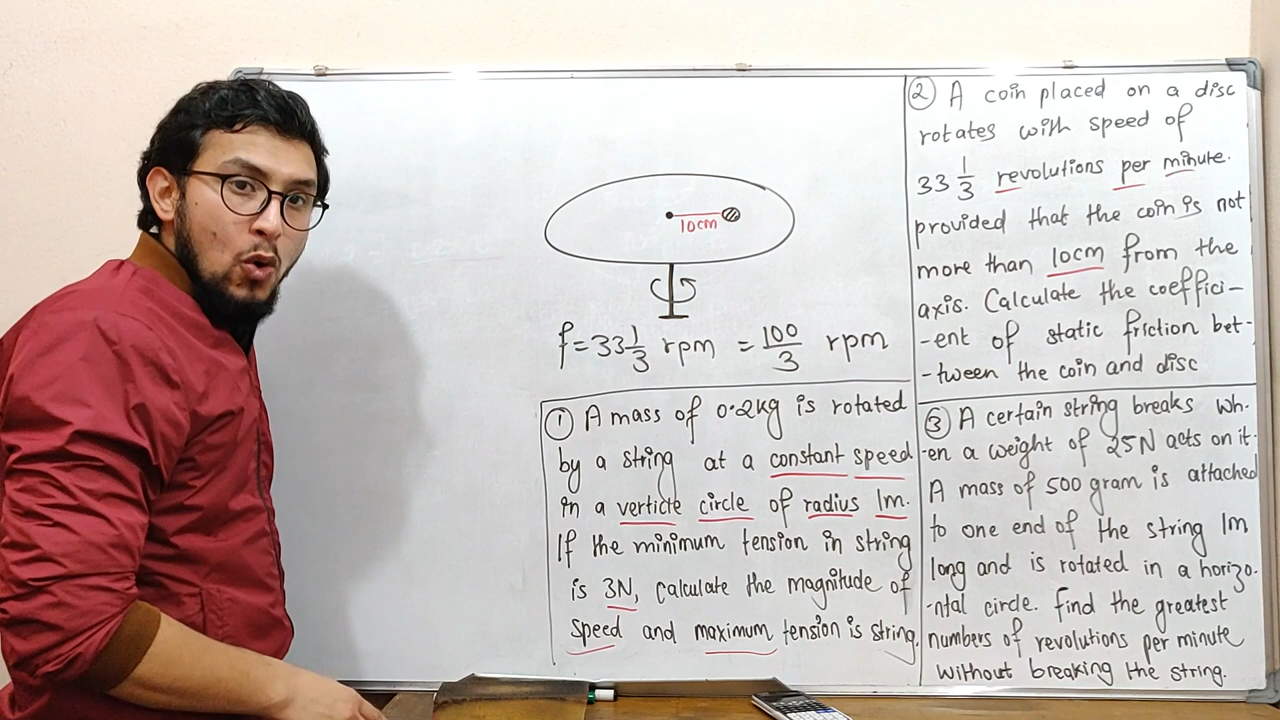 10cm
f = 33 1/3 rpm = 100/3 rpm
① A mass of 0.2kg is rotated
by a string at a constant speed
in a verticle circle of radius 1m.
If the minimum tension in string
is 3N, calculate the magnitude of
speed and maximum tension is string.
② A coin placed on a disc
rotates with speed of
33 1/3 revolutions per minute.
provided that the coin is not
more than 10cm from the
axis. Calculate the coeffici-
-ent of static friction bet-
-tween the coin and disc
③ A certain string breaks wh-
-en a weight of 25N acts on it.
A mass of 500 gram is attached
to one end of the string 1m
long and is rotated in a horizo-
-ntal circle. find the greatest
numbers of revolutions per minute
without breaking the string.